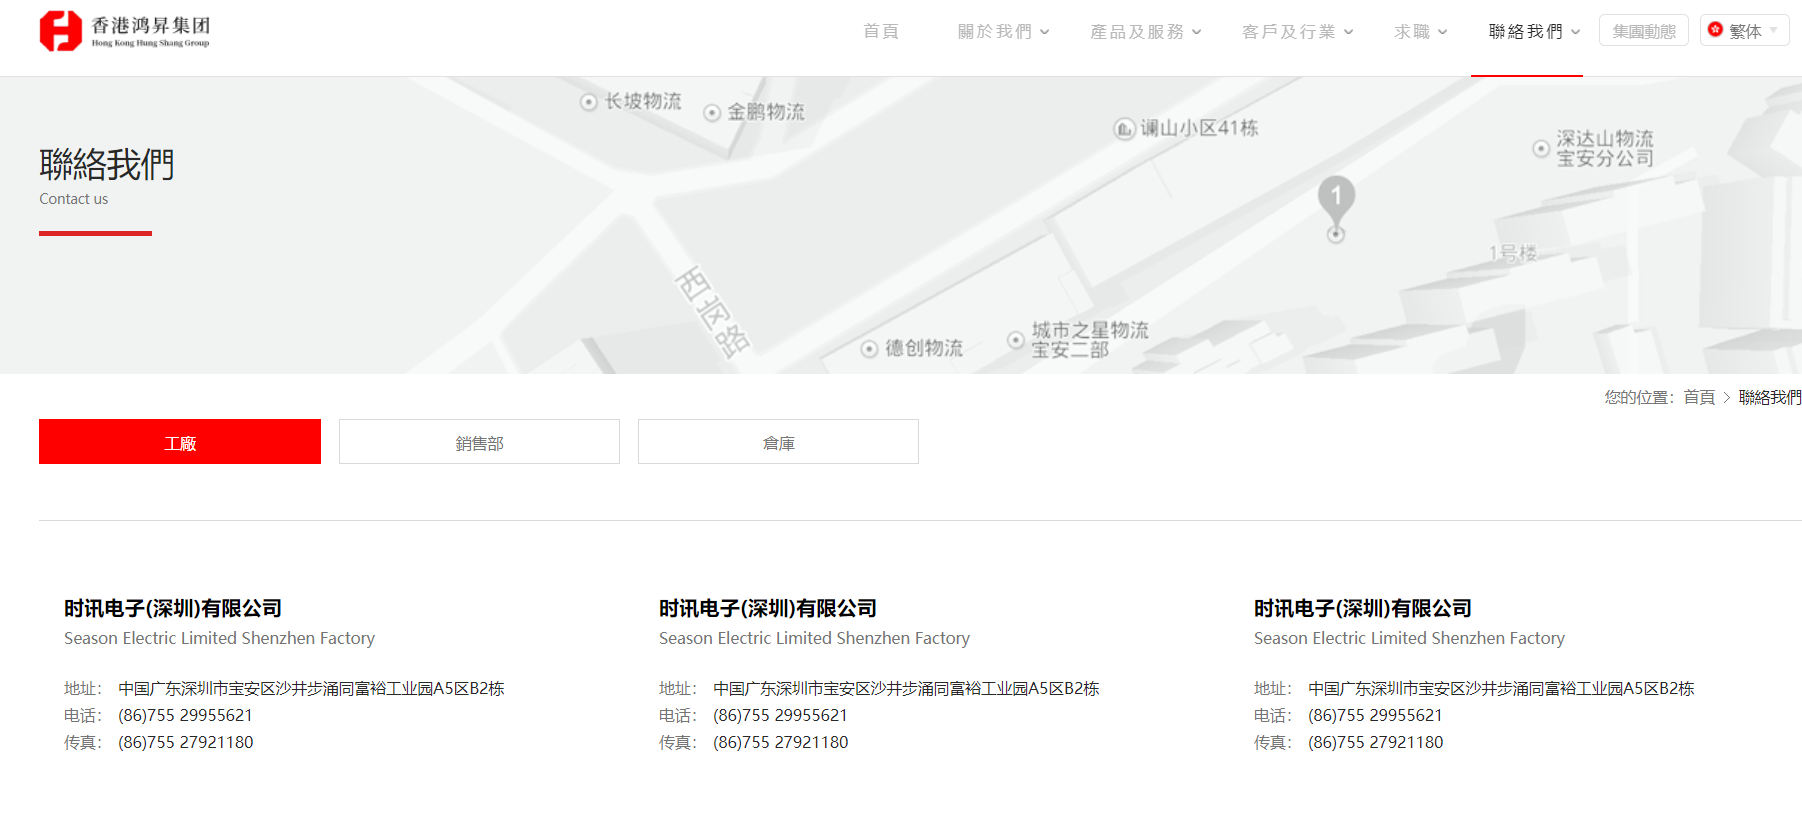 香港鸿昇集团
Hong Kong Hung Shang Group
首頁
關於我們
產品及服務
客戶及行業
求職
聯絡我們
集團動態
繁体
长坡物流
金鹏物流
谰山小区41栋
深达山物流
宝安分公司
聯絡我們
Contact us
1
1号楼
西抠路
城市之星物流
宝安二部
德创物流
您的位置：首頁 > 聯絡我們
工廠
銷售部
倉庫
时讯电子(深圳)有限公司
Season Electric Limited Shenzhen Factory
地址： 中国广东深圳市宝安区沙井步涌同富裕工业园A5区B2栋
电话： (86)755 29955621
传真： (86)755 27921180
时讯电子(深圳)有限公司
Season Electric Limited Shenzhen Factory
地址： 中国广东深圳市宝安区沙井步涌同富裕工业园A5区B2栋
电话： (86)755 29955621
传真： (86)755 27921180
时讯电子(深圳)有限公司
Season Electric Limited Shenzhen Factory
地址： 中国广东深圳市宝安区沙井步涌同富裕工业园A5区B2栋
电话： (86)755 29955621
传真： (86)755 27921180